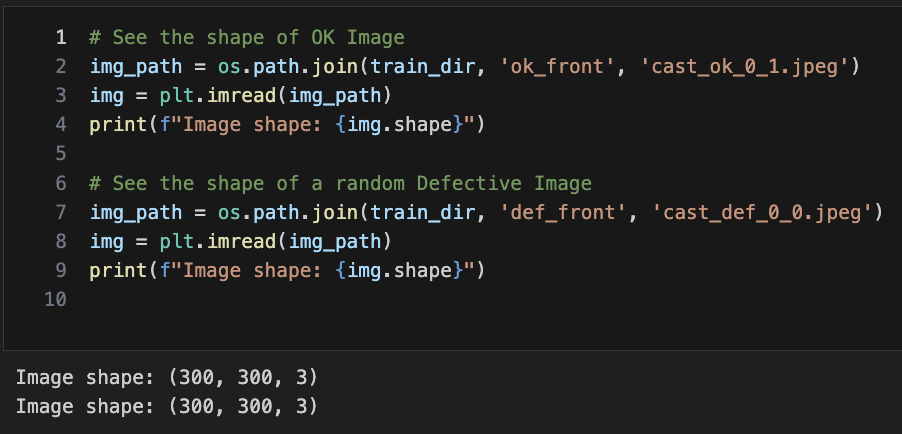 1 # See the shape of OK Image
2 img_path = os.path.join(train_dir, 'ok_front', 'cast_ok_0_1.jpeg')
3 img = plt.imread(img_path)
4 print(f"Image shape: {img.shape}")
5
6 # See the shape of a random Defective Image
7 img_path = os.path.join(train_dir, 'def_front', 'cast_def_0_0.jpeg')
8 img = plt.imread(img_path)
9 print(f"Image shape: {img.shape}")
10
Image shape: (300, 300, 3)
Image shape: (300, 300, 3)